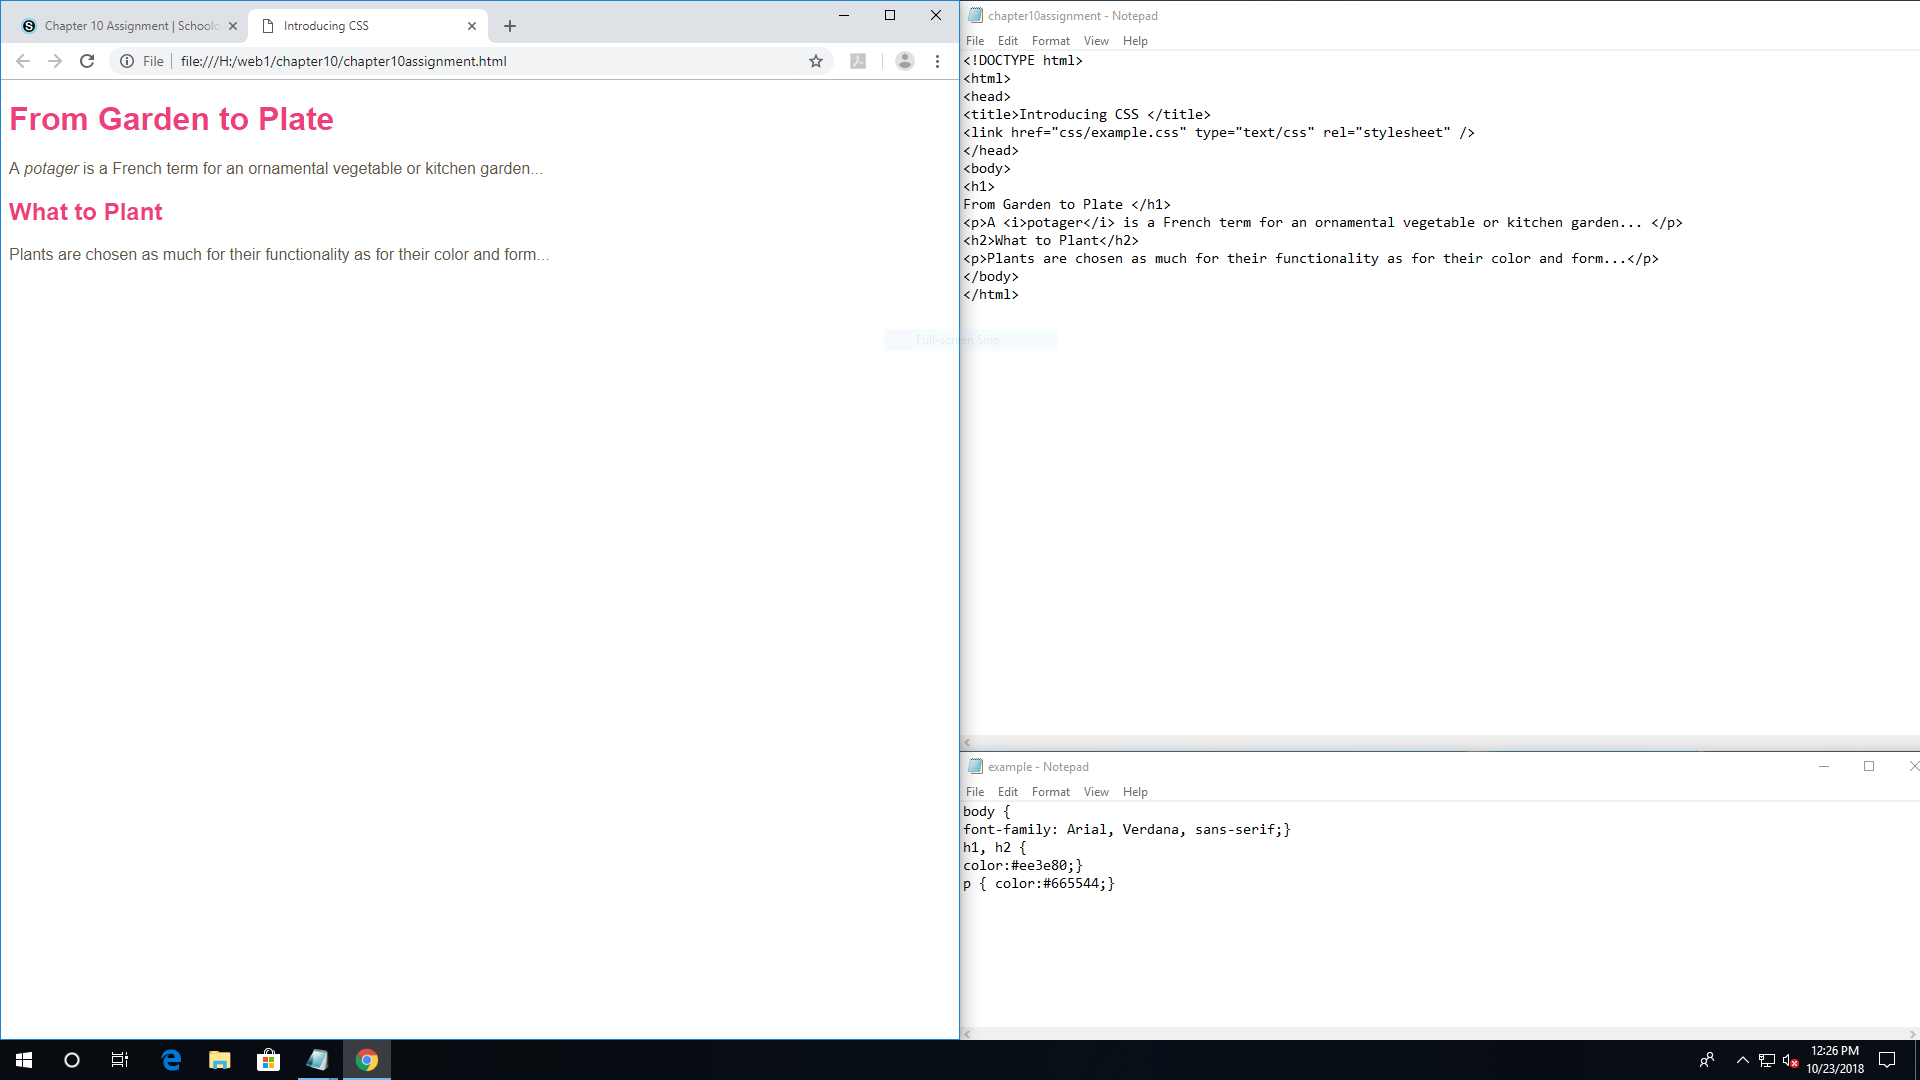 Chapter 10 Assignment | Schoolo
Introducing CSS
File
file:///H:/web1/chapter10/chapter10assignment.html
From Garden to Plate
A potager is a French term for an ornamental vegetable or kitchen garden...
What to Plant
Plants are chosen as much for their functionality as for their color and form...
Full-screen Snip
chapter10assignment - Notepad
File Edit Format View Help
<!DOCTYPE html>
<html>
<head>
<title>Introducing CSS </title>
<link href="css/example.css" type="text/css" rel="stylesheet" />
</head>
<body>
<h1>
From Garden to Plate </h1>
<p>A <i>potager</i> is a French term for an ornamental vegetable or kitchen garden... </p>
<h2>What to Plant</h2>
<p>Plants are chosen as much for their functionality as for their color and form...</p>
</body>
</html>
example - Notepad
File Edit Format View Help
body {
font-family: Arial, Verdana, sans-serif;}
h1, h2 {
color:#ee3e80;}
p { color:#665544;}
12:26 PM
10/23/2018